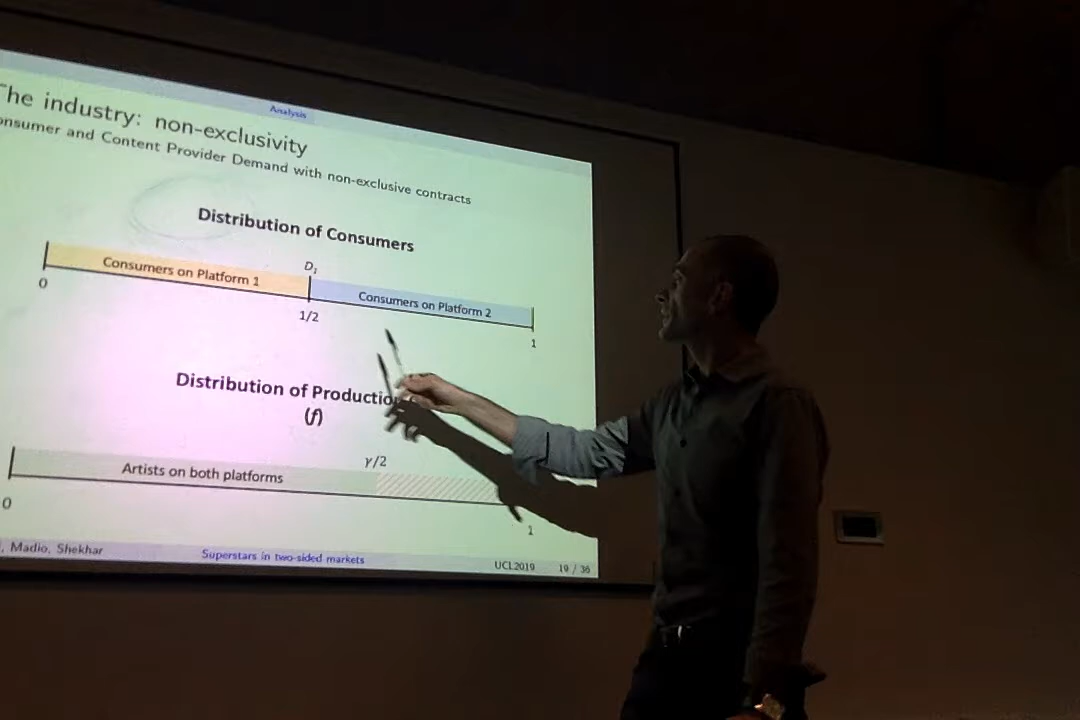 Analysis
The industry: non-exclusivity
onsumer and Content Provider Demand with non-exclusive contracts
Distribution of Consumers
D₁
Consumers on Platform 1
Consumers on Platform 2
0
1/2
1
Distribution of Productio
(f)
γ/2
Artists on both platforms
0
1
, Madio, Shekhar
Superstars in two-sided markets
UCL2019
19 / 36